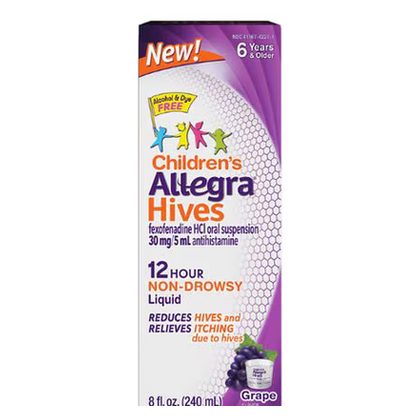 New!
6 Years
& Older
Alcohol & Dye
FREE
Children's
Allegra
Hives
fexofenadine HCl oral suspension
30 mg/5 mL antihistamine
12 HOUR
NON-DROWSY
Liquid
REDUCES HIVES and
RELIEVES ITCHING
due to hives
Grape
8 fl. oz. (240 mL)